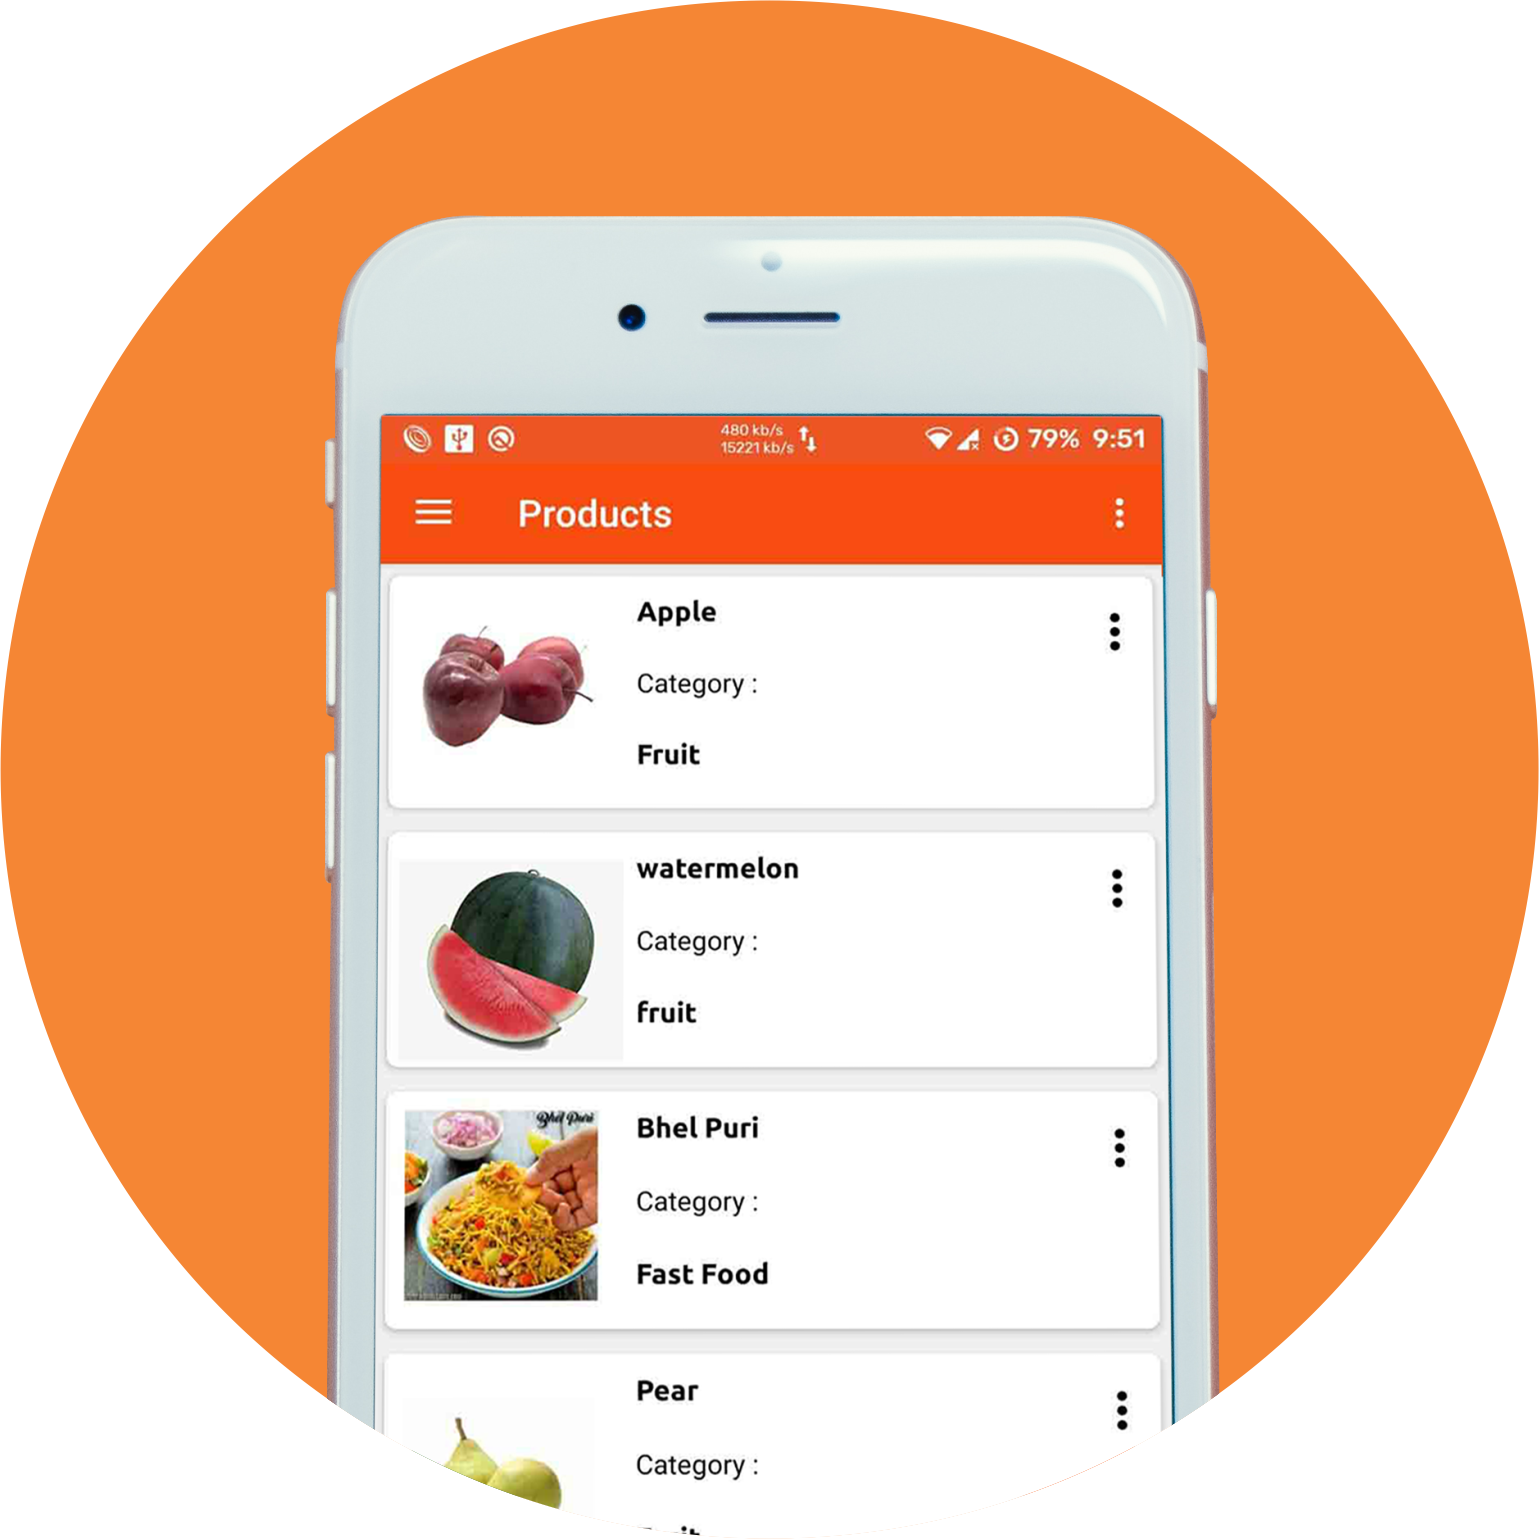 480 kb/s
15221 kb/s
79% 9:51
Products
Apple
Category :
Fruit
watermelon
Category :
fruit
Bhel Puri
Bhel Puri
Category :
Fast Food
Pear
Category :